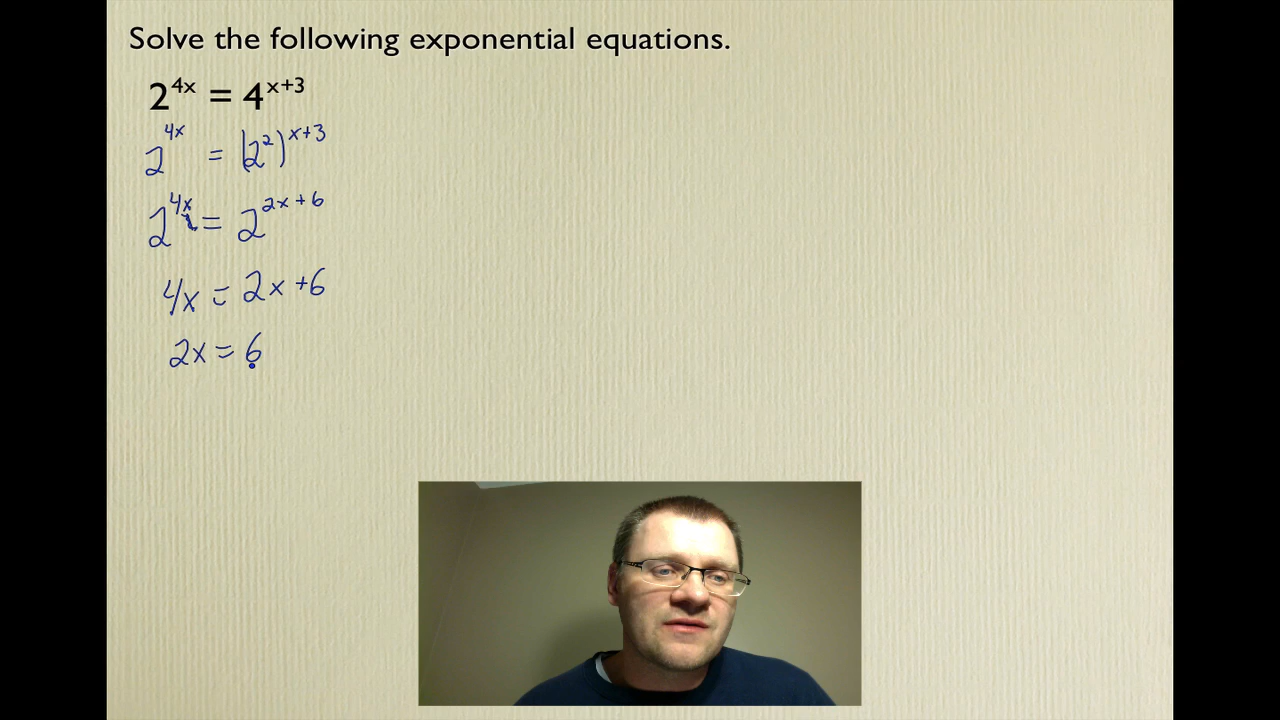 Solve the following exponential equations.
2^{4x} = 4^{x+3}
2^{4x} = (2^2)^{x+3}
2^{4x} = 2^{2x+6}
4x = 2x +6
2x = 6